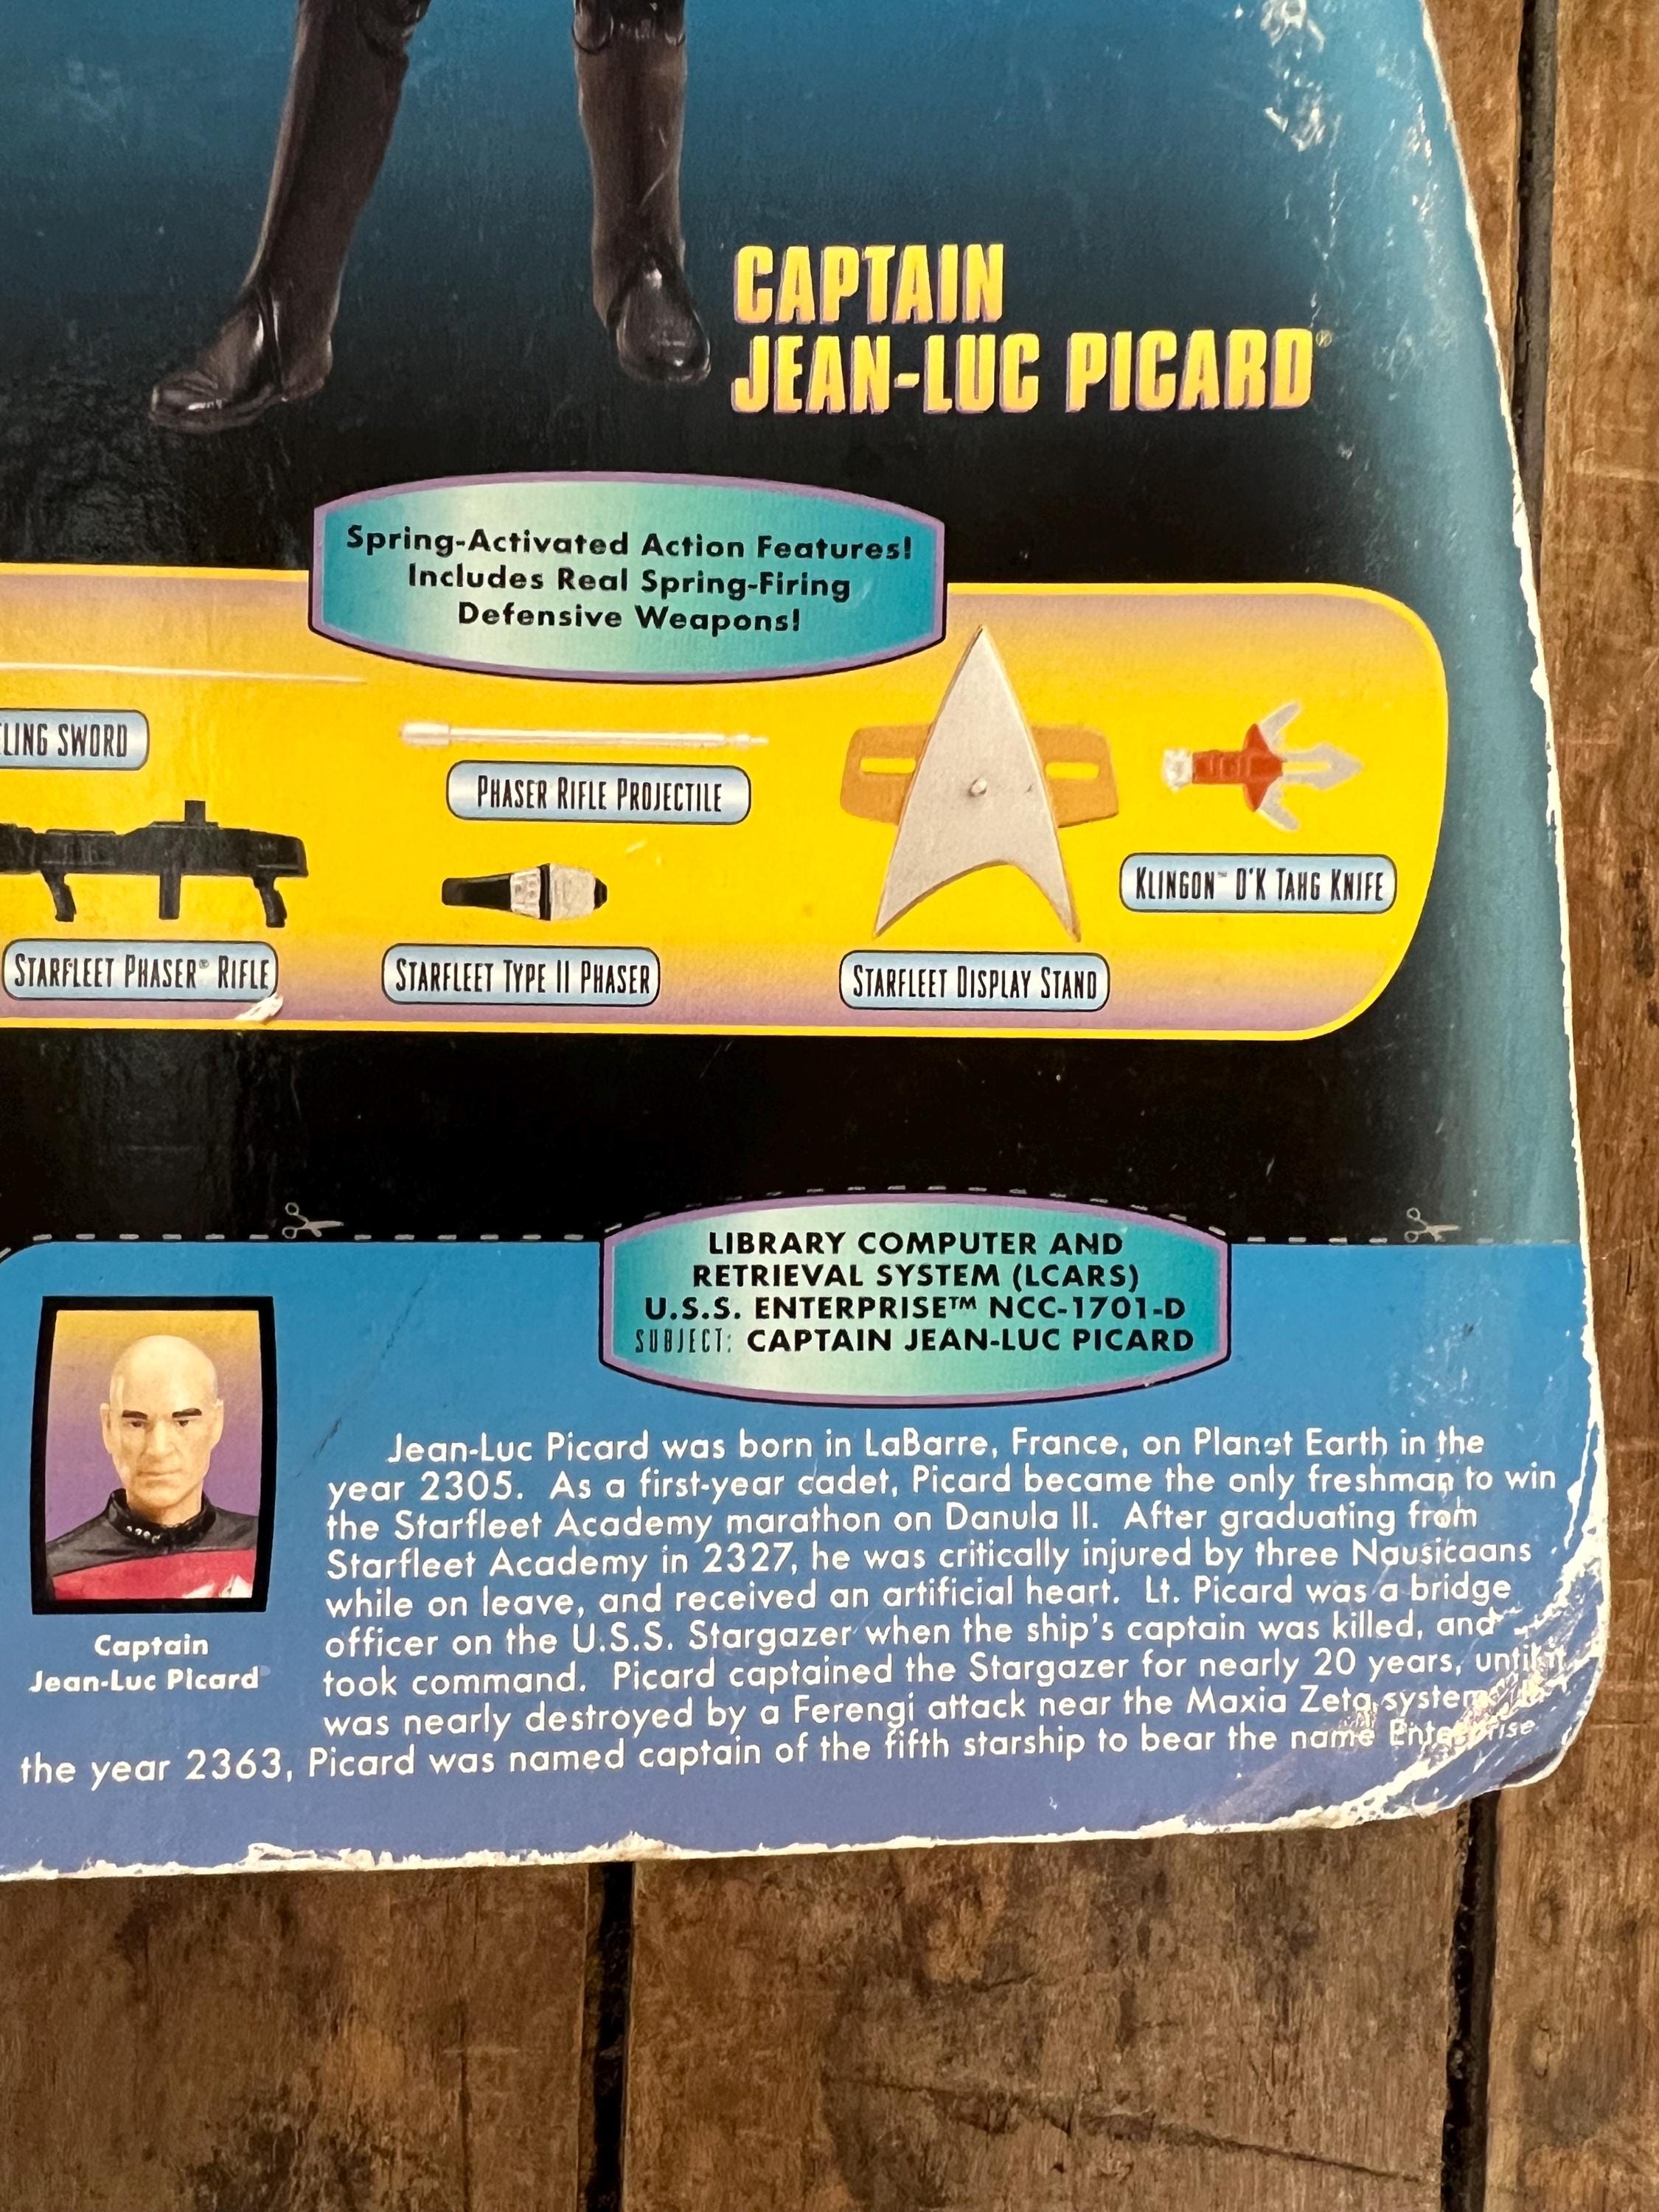 CAPTAIN
JEAN-LUC PICARD®
Spring-Activated Action Features!
Includes Real Spring-Firing
Defensive Weapons!
LING SWORD
PHASER RIFLE PROJECTILE
KLINGON™ D'K TAHG KNIFE
STARFLEET PHASER® RIFLE
STARFLEET TYPE II PHASER
STARFLEET DISPLAY STAND
LIBRARY COMPUTER AND
RETRIEVAL SYSTEM (LCARS)
U.S.S. ENTERPRISE™ NCC-1701-D
SUBJECT: CAPTAIN JEAN-LUC PICARD
Captain
Jean-Luc Picard
Jean-Luc Picard was born in LaBarre, France, on Planet Earth in the
year 2305. As a first-year cadet, Picard became the only freshman to win
the Starfleet Academy marathon on Danula II. After graduating from
Starfleet Academy in 2327, he was critically injured by three Nausicaans
while on leave, and received an artificial heart. Lt. Picard was a bridge
officer on the U.S.S. Stargazer when the ship's captain was killed, and
took command. Picard captained the Stargazer for nearly 20 years, until it
was nearly destroyed by a Ferengi attack near the Maxia Zeta system.
the year 2363, Picard was named captain of the fifth starship to bear the name Enterprise